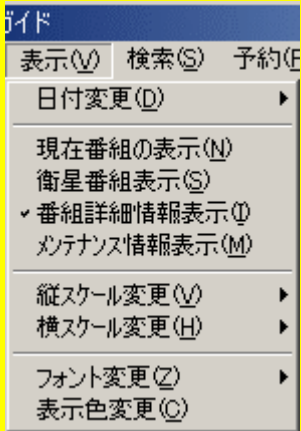 ガイド
表示(V) 検索(S) 予約(
日付変更(D)
現在番組の表示(N)
衛星番組表示(S)
番組詳細情報表示(I)
メンテナンス情報表示(M)
縦スケール変更(V)
横スケール変更(H)
フォント変更(Z)
表示色変更(C)